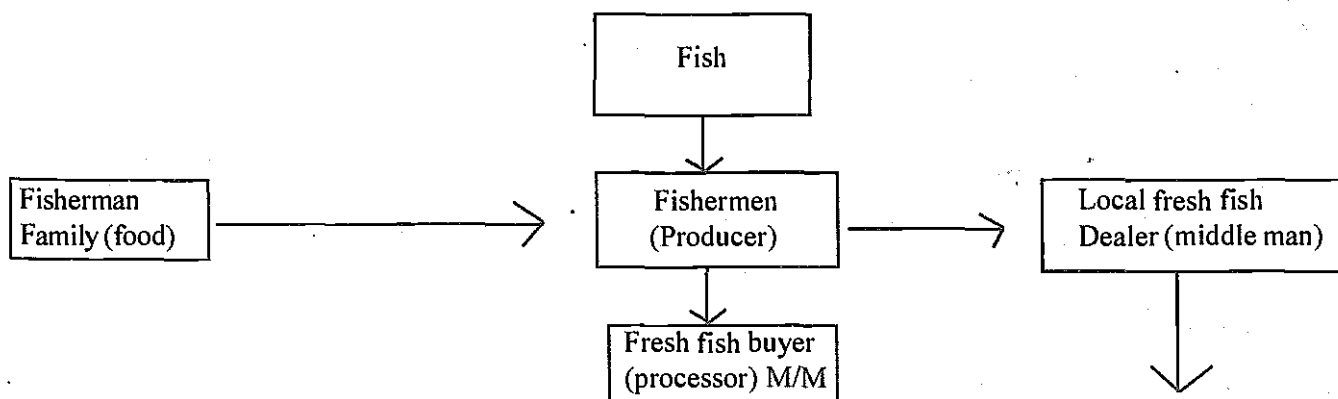 Fish
Fisherman
Family (food)
Fishermen
(Producer)
Local fresh fish
Dealer (middle man)
Fresh fish buyer
(processor) M/M